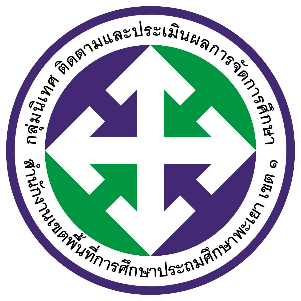 กลุ่มนิเทศ ติดตามและประเมินผลการจัดการศึกษา
สำนักงานเขตพื้นที่การศึกษาประถมศึกษาพะเยา เขต ๑